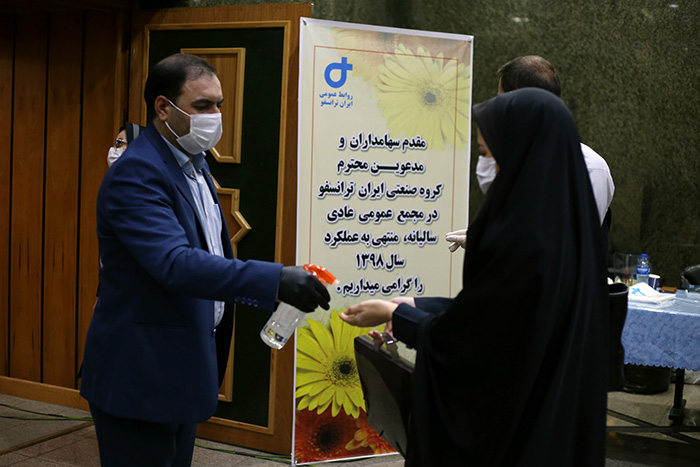 روابط عمومی
ایران ترانسفو
مقدم سهامداران و
مدعوین محترم
گروه صنعتی ایران ترانسفو
در مجمع عمومی عادی
سالیانه، منتهی به عملکرد
سال ۱۳۹۸
را گرامی میداریم .